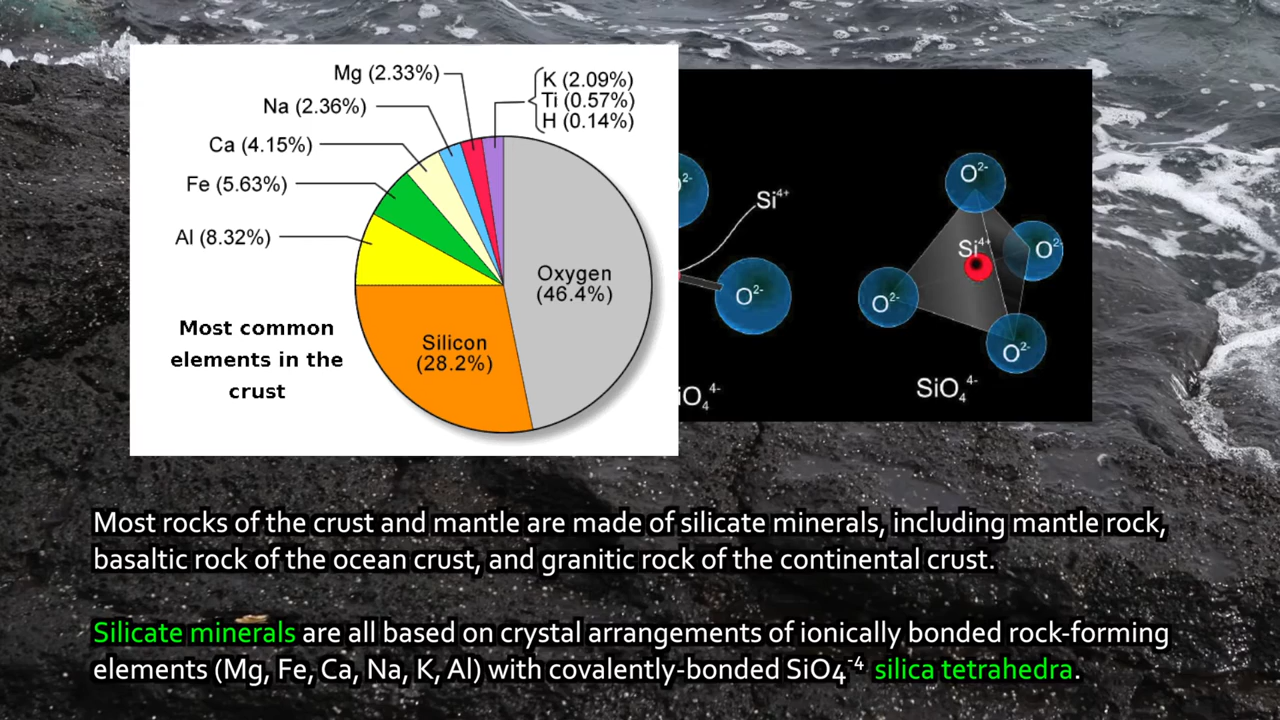 Mg (2.33%)
K (2.09%)
Ti (0.57%)
H (0.14%)
Na (2.36%)
Ca (4.15%)
Fe (5.63%)
Al (8.32%)
Oxygen
(46.4%)
Silicon
(28.2%)
Most common
elements in the
crust
Si⁴⁺
O²⁻
O²⁻
Si⁴⁺
O²⁻
O²⁻
O²⁻
SiO₄⁴⁻
Most rocks of the crust and mantle are made of silicate minerals, including mantle rock,
basaltic rock of the ocean crust, and granitic rock of the continental crust.
Silicate minerals are all based on crystal arrangements of ionically bonded rock-forming
elements (Mg, Fe, Ca, Na, K, Al) with covalently-bonded SiO4⁻⁴ silica tetrahedra.